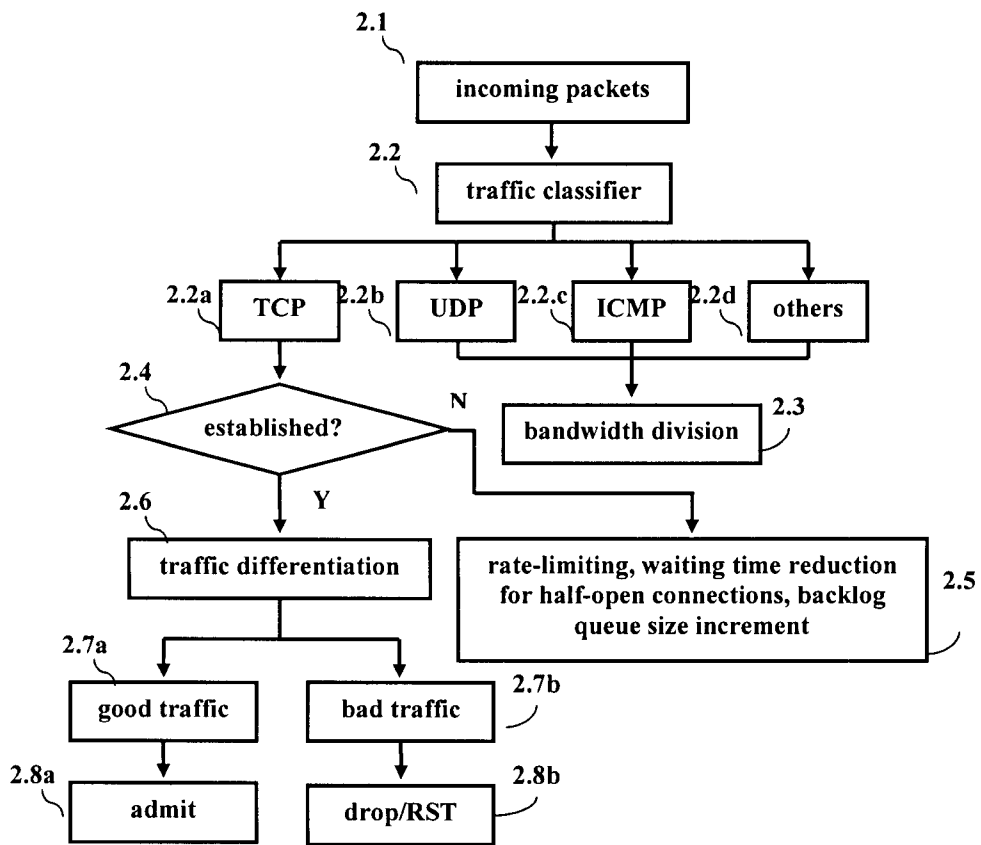 2.1
incoming packets
2.2
traffic classifier
2.2a
TCP
2.2b
UDP
2.2.c
ICMP
2.2d
others
2.4
established?
N
bandwidth division
2.3
Y
2.6
traffic differentiation
rate-limiting, waiting time reduction
for half-open connections, backlog
queue size increment
2.5
2.7a
good traffic
bad traffic
2.7b
2.8a
admit
drop/RST
2.8b